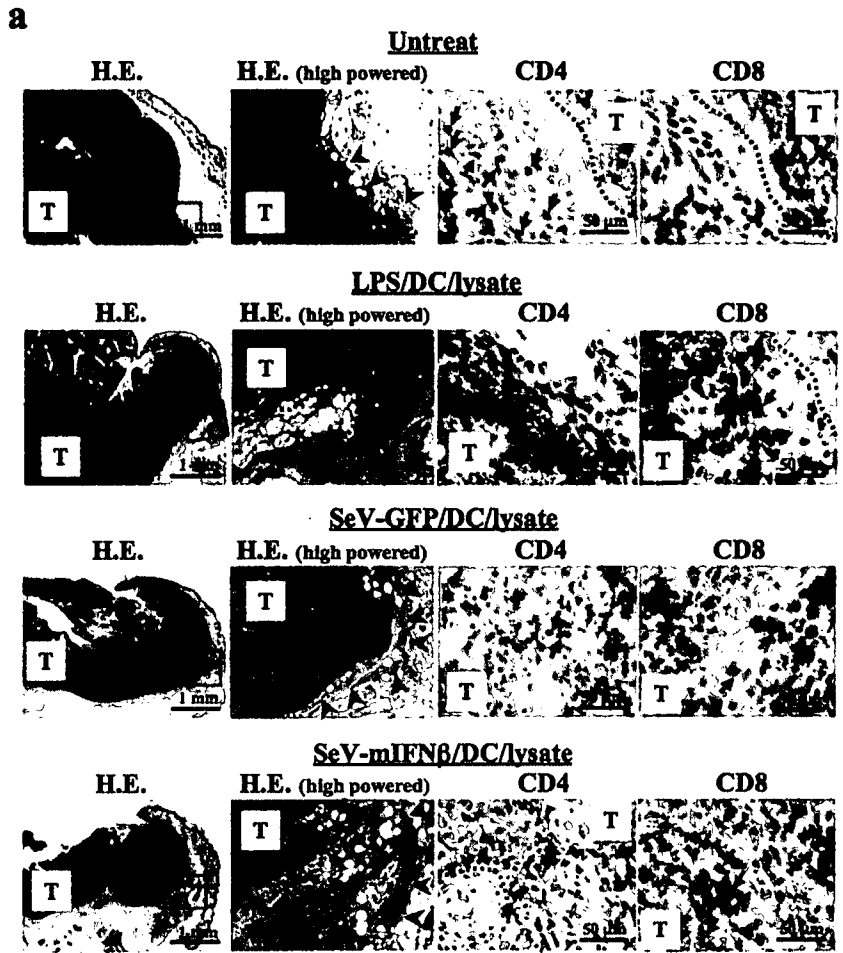 a
Untreat
H.E. H.E. (high powered) CD4 CD8
T T T T
mm 50 μm
LPS/DC/lysate
H.E. H.E. (high powered) CD4 CD8
T T T T
1 mm
SeV-GFP/DC/lysate
H.E. H.E. (high powered) CD4 CD8
T T T T
1 mm
SeV-mIFNβ/DC/lysate
H.E. H.E. (high powered) CD4 CD8
T T T T
1 mm 50 μm 50 μm